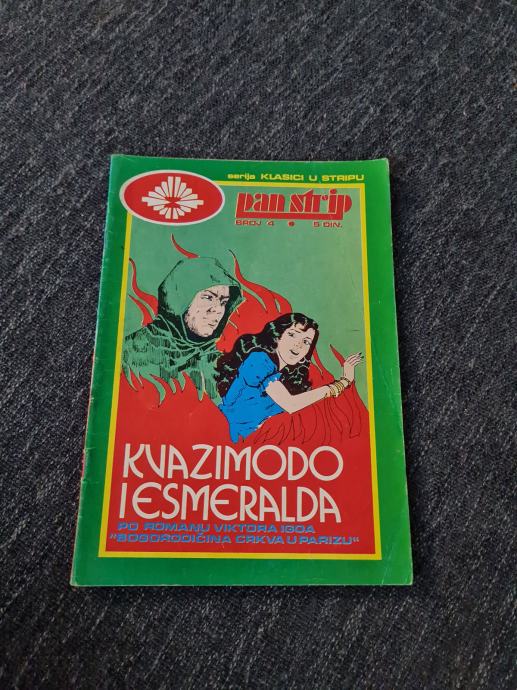 serija KLASICI U STRIPU
pan strip
BROJ 4 • 5 DIN.
KVAZIMODO
I ESMERALDA
PO ROMANU VIKTORA IGOA
„BOGORODIČINA CRKVA U PARIZU“